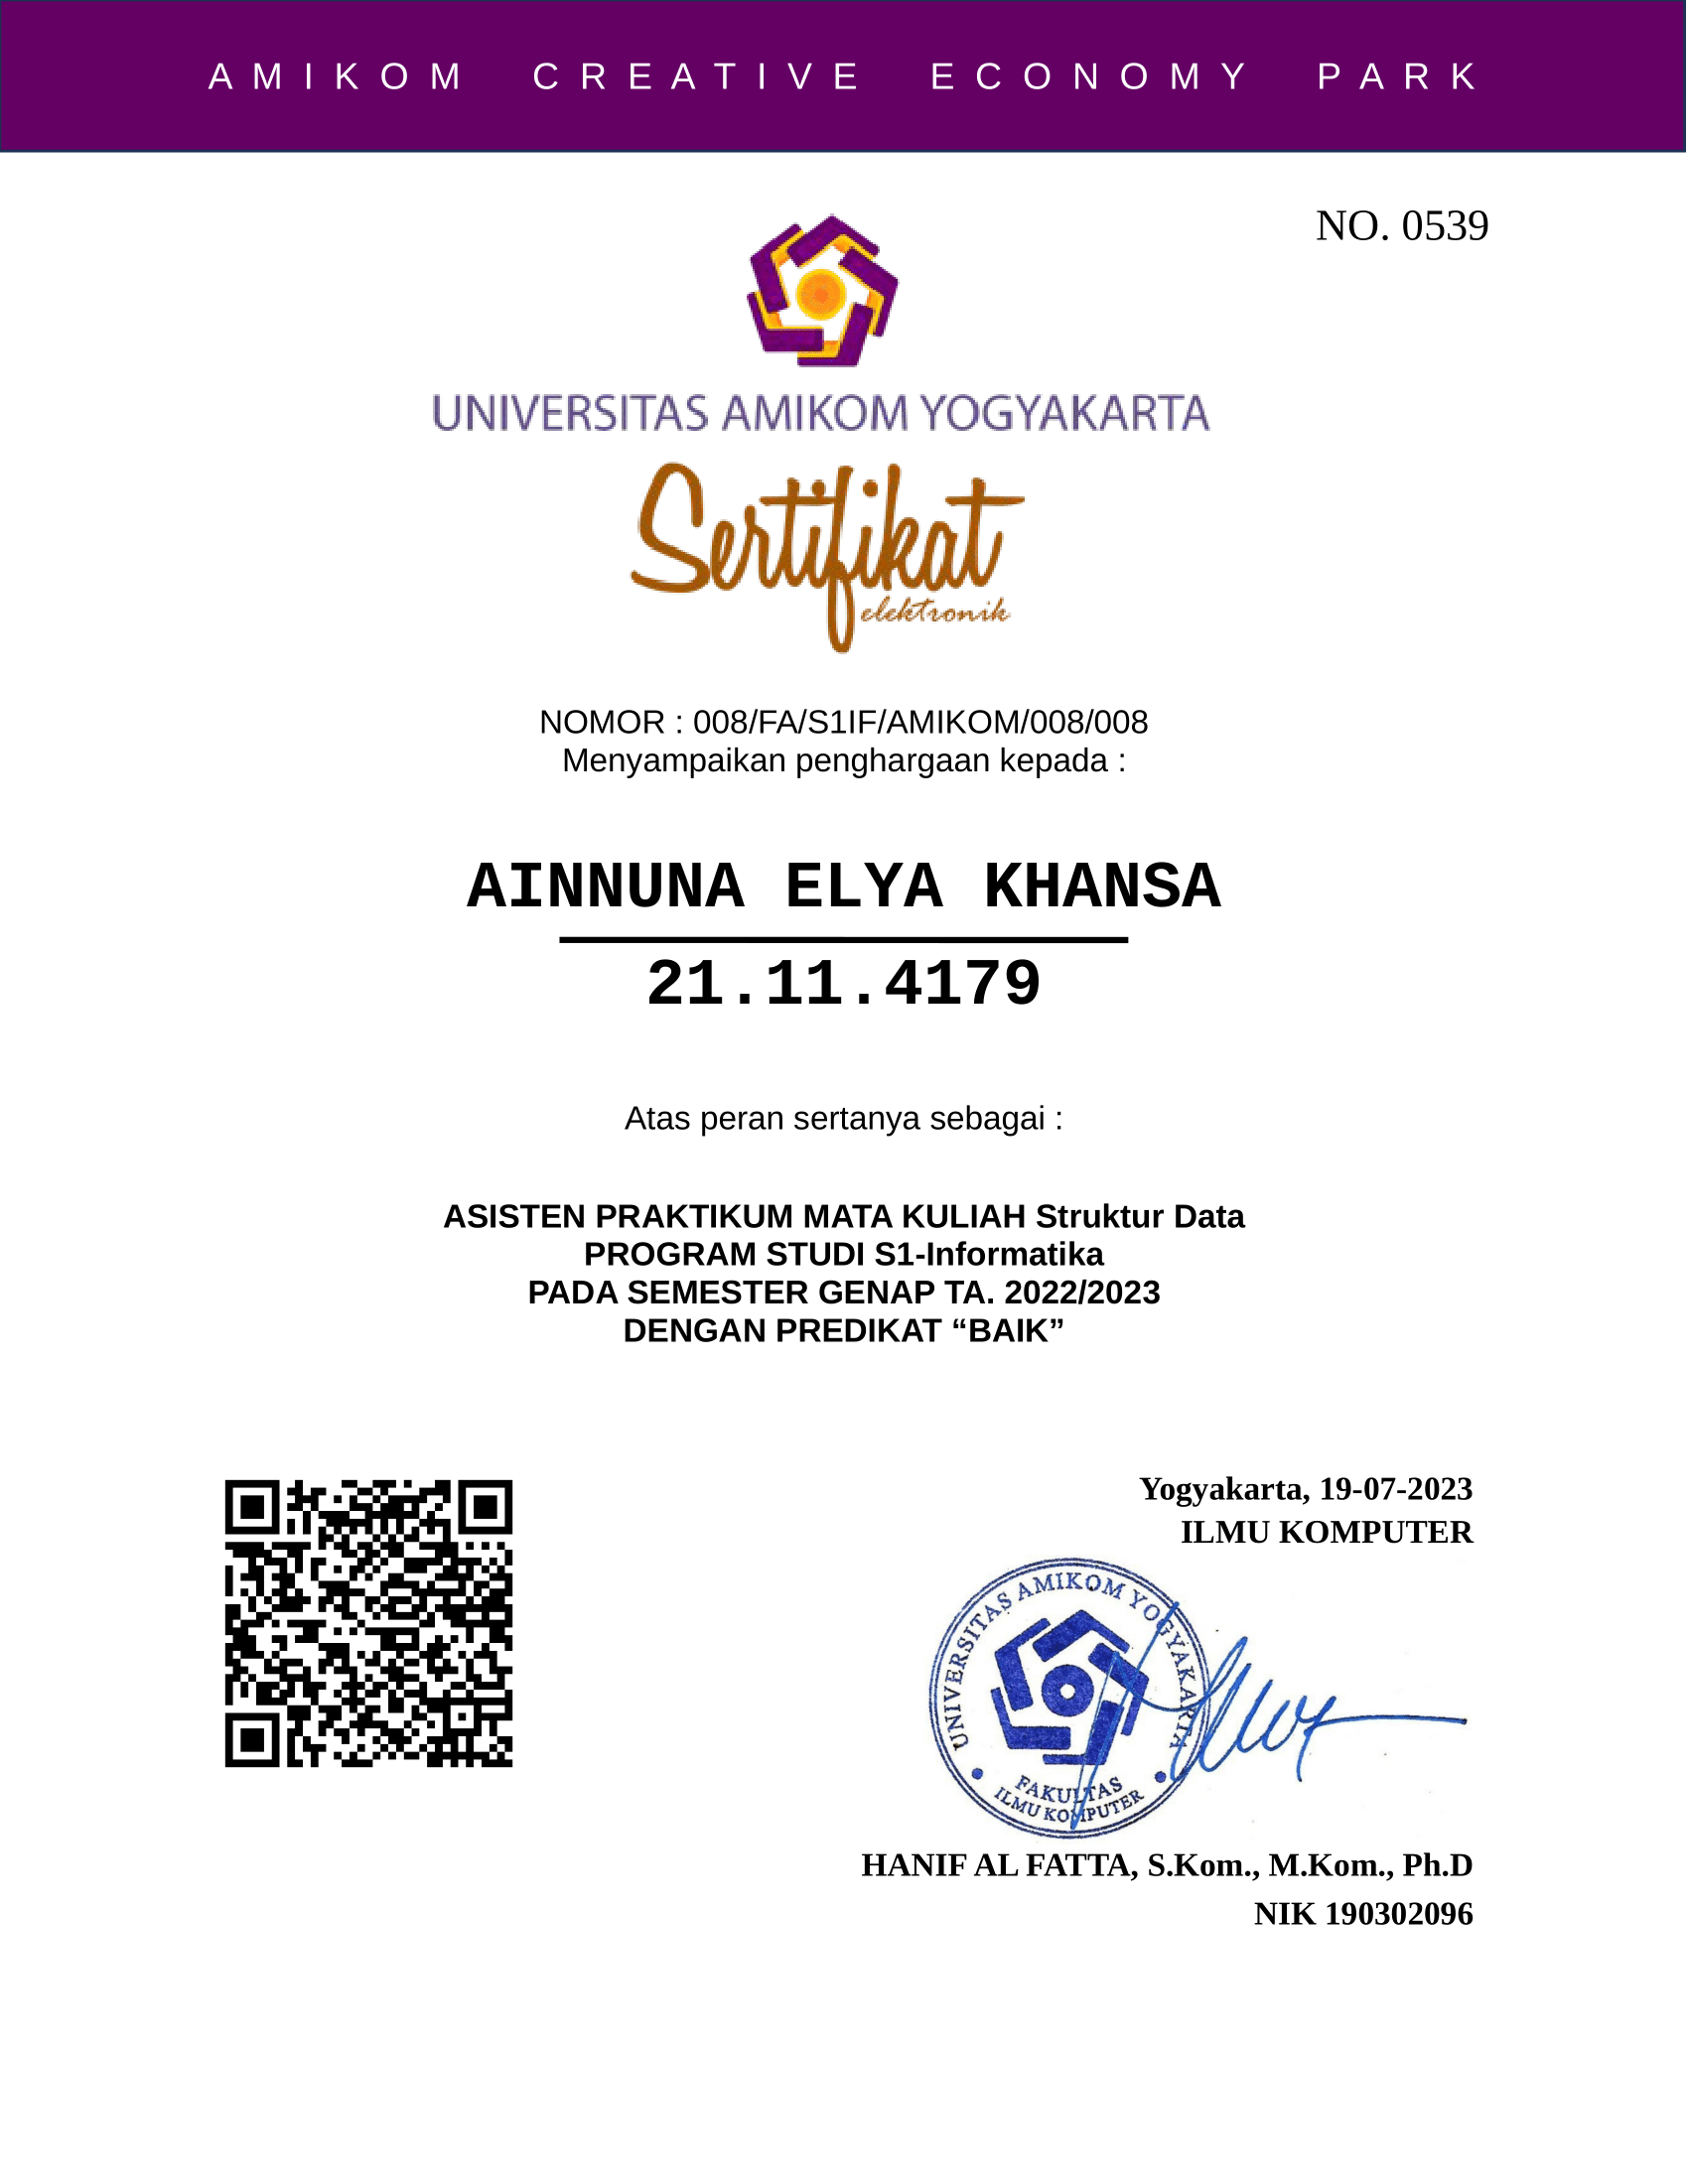 AMIKOM CREATIVE ECONOMY PARK
NO. 0539
UNIVERSITAS AMIKOM YOGYAKARTA
Sertifikat
elektronik
NOMOR : 008/FA/S1IF/AMIKOM/008/008
Menyampaikan penghargaan kepada :
AINNUNA ELYA KHANSA
21.11.4179
Atas peran sertanya sebagai :
ASISTEN PRAKTIKUM MATA KULIAH Struktur Data
PROGRAM STUDI S1-Informatika
PADA SEMESTER GENAP TA. 2022/2023
DENGAN PREDIKAT “BAIK”
Yogyakarta, 19-07-2023
ILMU KOMPUTER
UNIVERSITAS AMIKOM YOGYAKARTA
FAKULTAS
ILMU KOMPUTER
HANIF AL FATTA, S.Kom., M.Kom., Ph.D
NIK 190302096